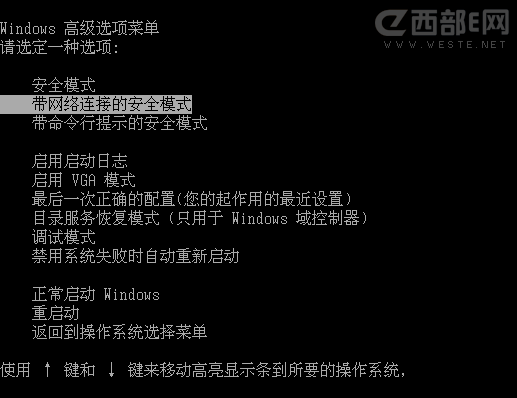 西部E网
WWW.WESTE.NET
Windows 高级选项菜单
请选定一种选项:
安全模式
带网络连接的安全模式
带命令行提示的安全模式
启用启动日志
启用 VGA 模式
最后一次正确的配置(您的起作用的最近设置)
目录服务恢复模式 (只用于 Windows 域控制器)
调试模式
禁用系统失败时自动重新启动
正常启动 Windows
重启动
返回到操作系统选择菜单
使用 ↑ 键和 ↓ 键来移动高亮显示条到所要的操作系统,